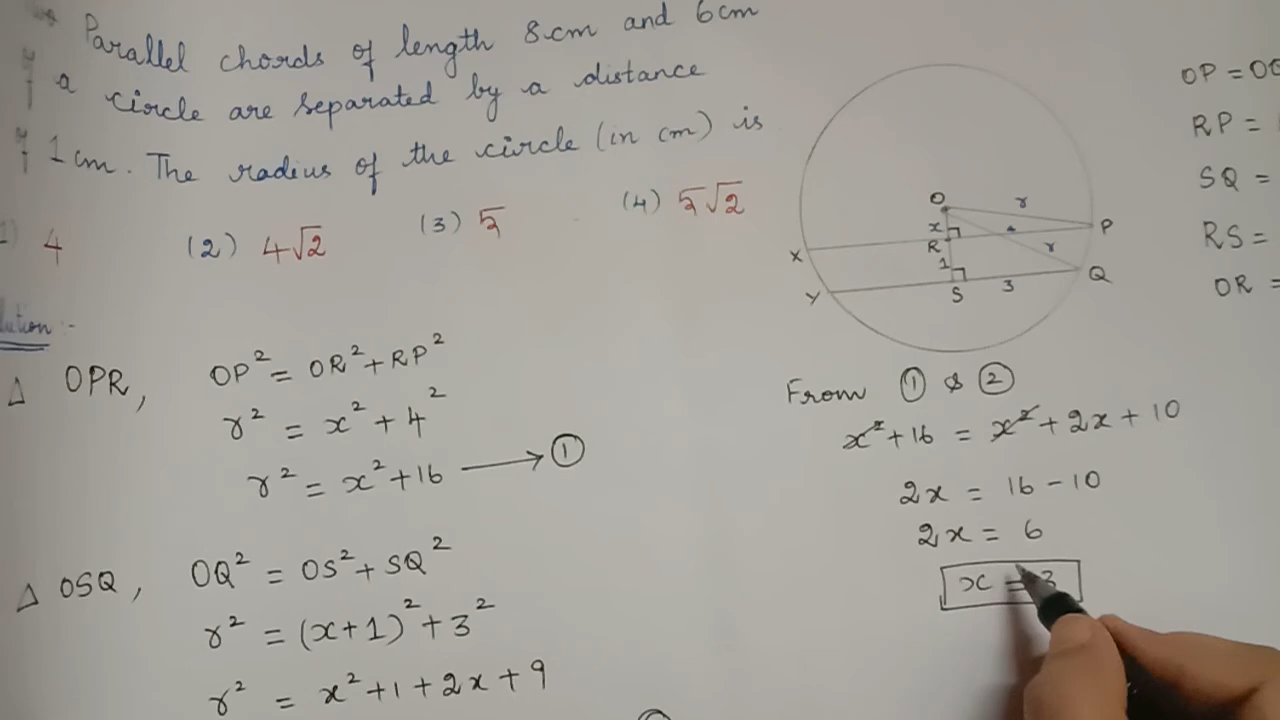 Parallel chords of length 8cm and 6cm
a circle are separated by a distance
1cm. The radius of the circle (in cm) is
4 (2) 4√2 (3) 5 (4) 5√2
lution :-
△ OPR, OP² = OR² + RP²
r² = x² + 4²
r² = x² + 16 ⟶ ①
△ OSQ, OQ² = OS² + SQ²
r² = (x+1)² + 3²
r² = x² + 1 + 2x + 9
O r P
x
X R r
1 Q
Y S 3
OP = OQ
RP =
SQ =
RS =
OR =
From ① & ②
x² + 16 = x² + 2x + 10
2x = 16 - 10
2x = 6
x = 3